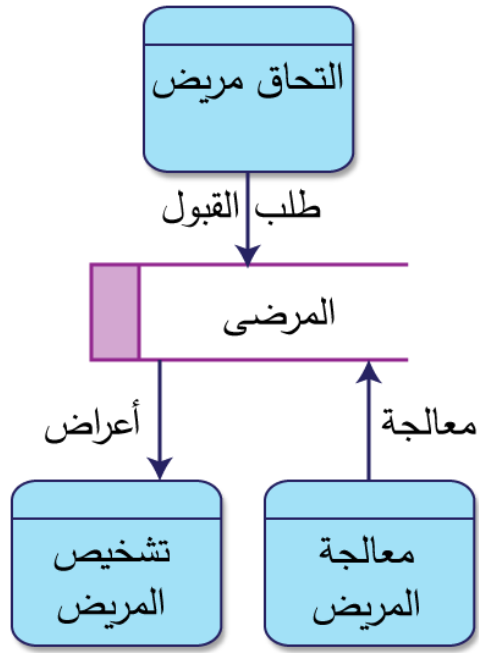 التحاق مريض
طلب القبول
المرضى
معالجة
أعراض
معالجة
المريض
تشخيص
المريض